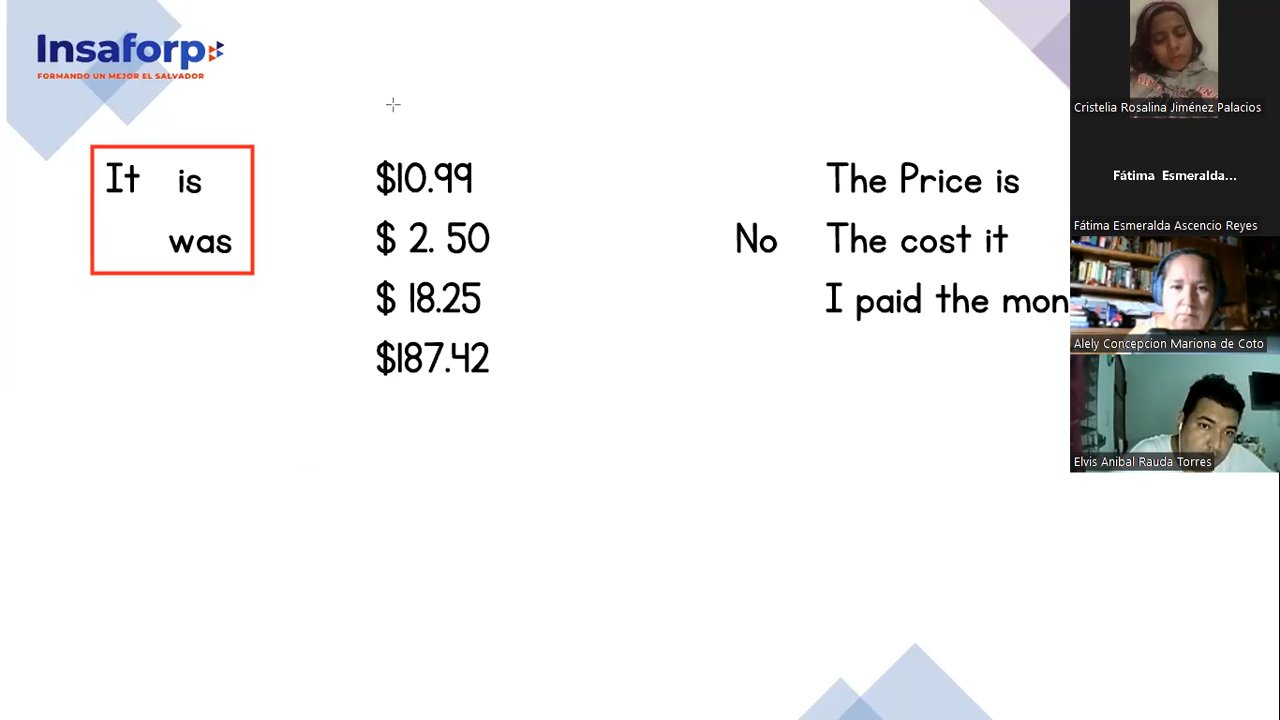 Insaforp
FORMANDO UN MEJOR EL SALVADOR
It is
was
$10.99
$ 2. 50
$ 18.25
$187.42
The Price is
No The cost it
I paid the mon
Cristelia Rosalina Jiménez Palacios
Fátima Esmeralda...
Fátima Esmeralda Ascencio Reyes
Alely Concepcion Mariona de Coto
Elvis Anibal Rauda Torres